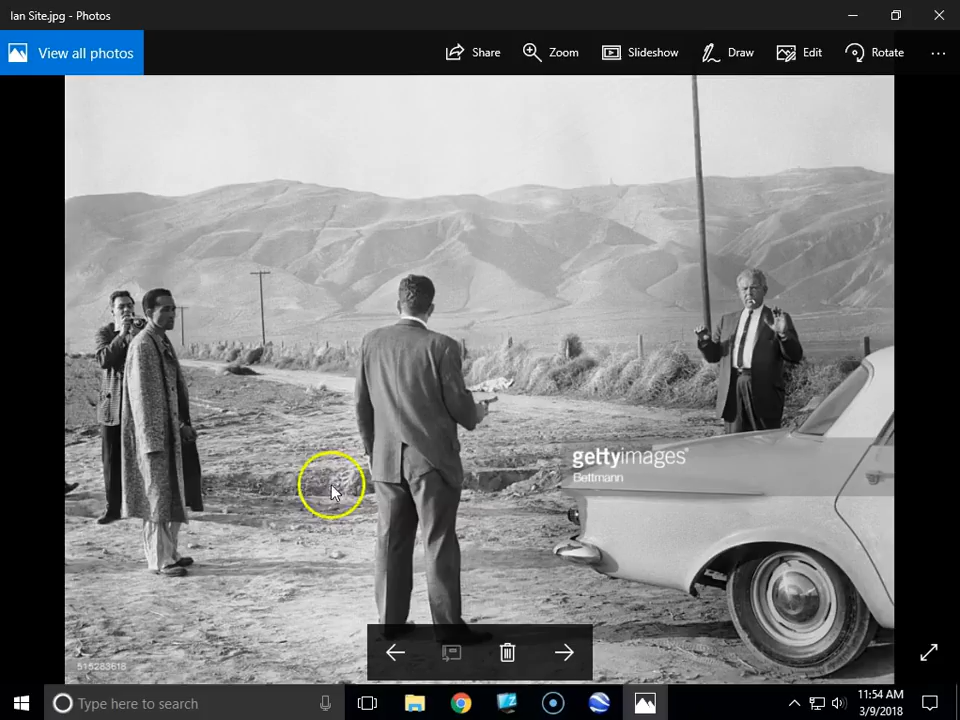 Ian Site.jpg - Photos
View all photos
Share
Zoom
Slideshow
Draw
Edit
Rotate
gettyimages
Bettmann
515283618
Type here to search
11:54 AM
3/9/2018